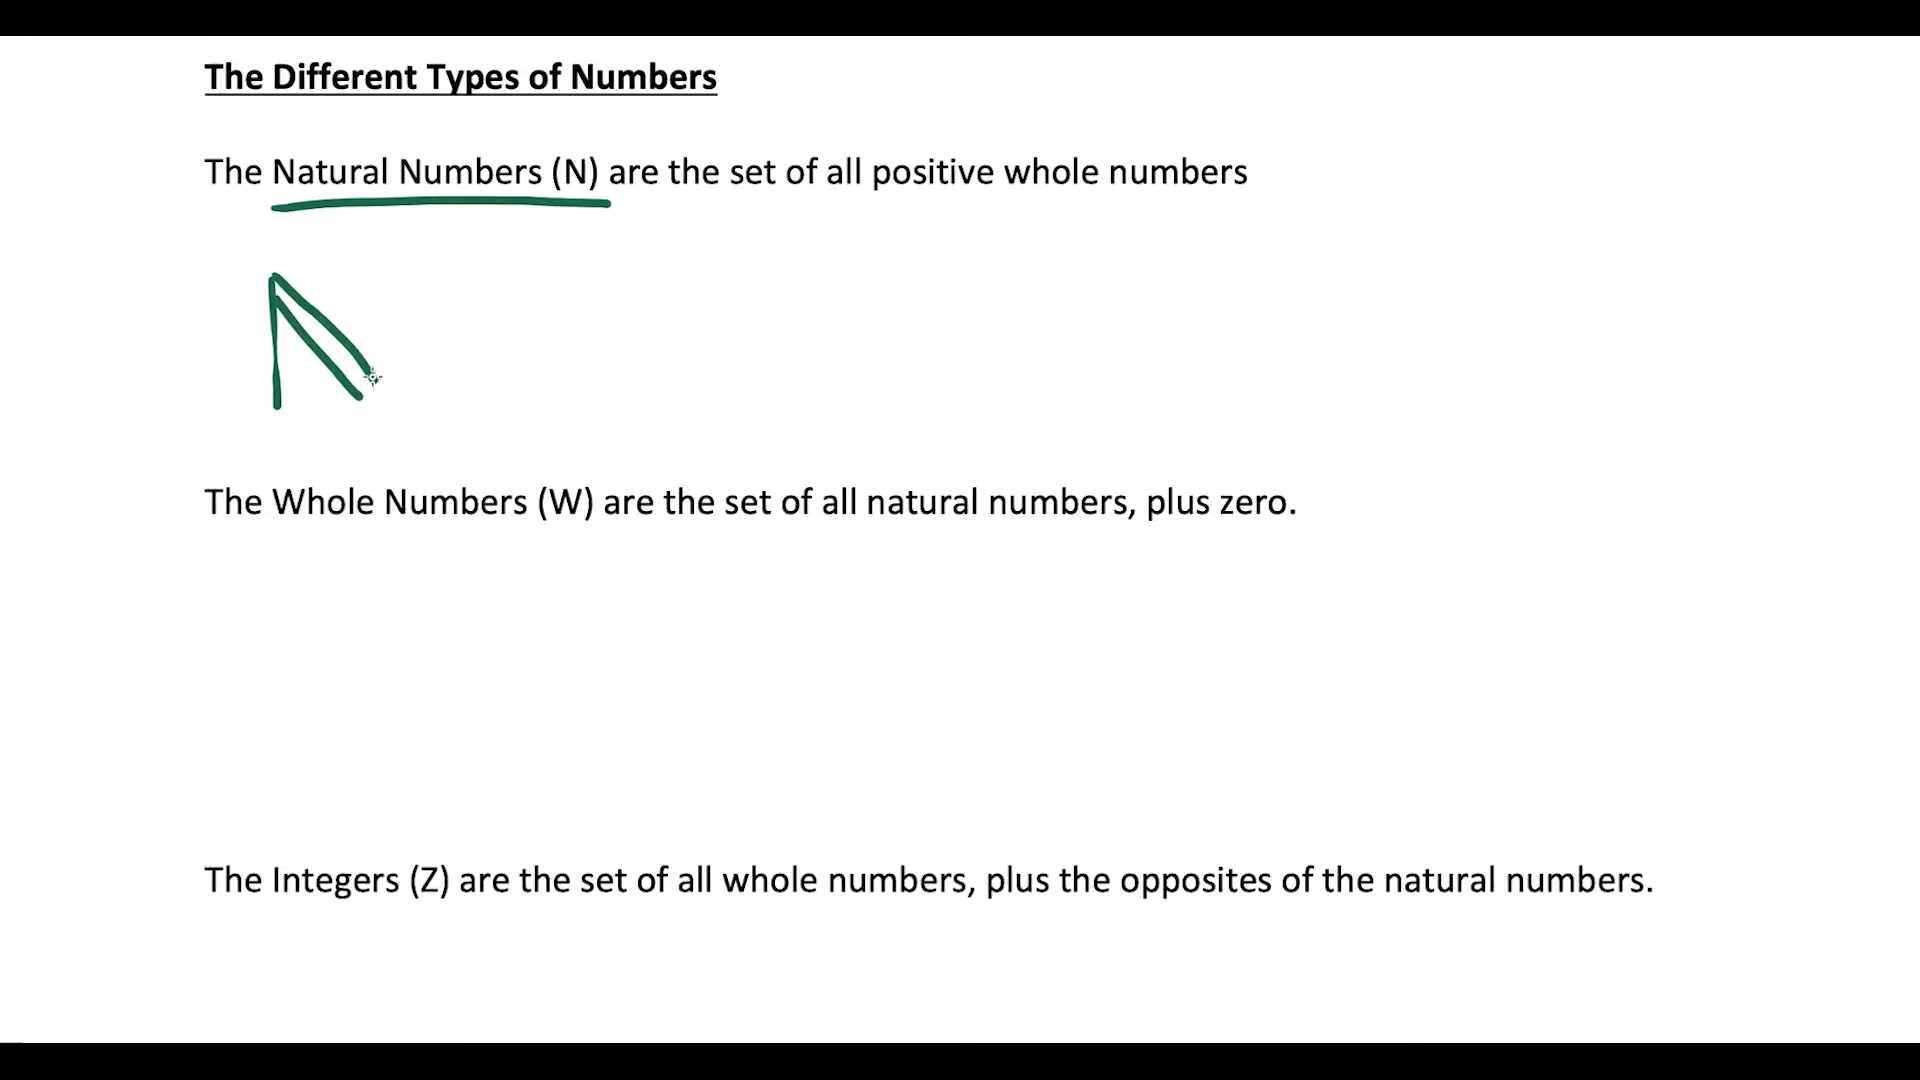 The Different Types of Numbers
The Natural Numbers (N) are the set of all positive whole numbers
The Whole Numbers (W) are the set of all natural numbers, plus zero.
The Integers (Z) are the set of all whole numbers, plus the opposites of the natural numbers.